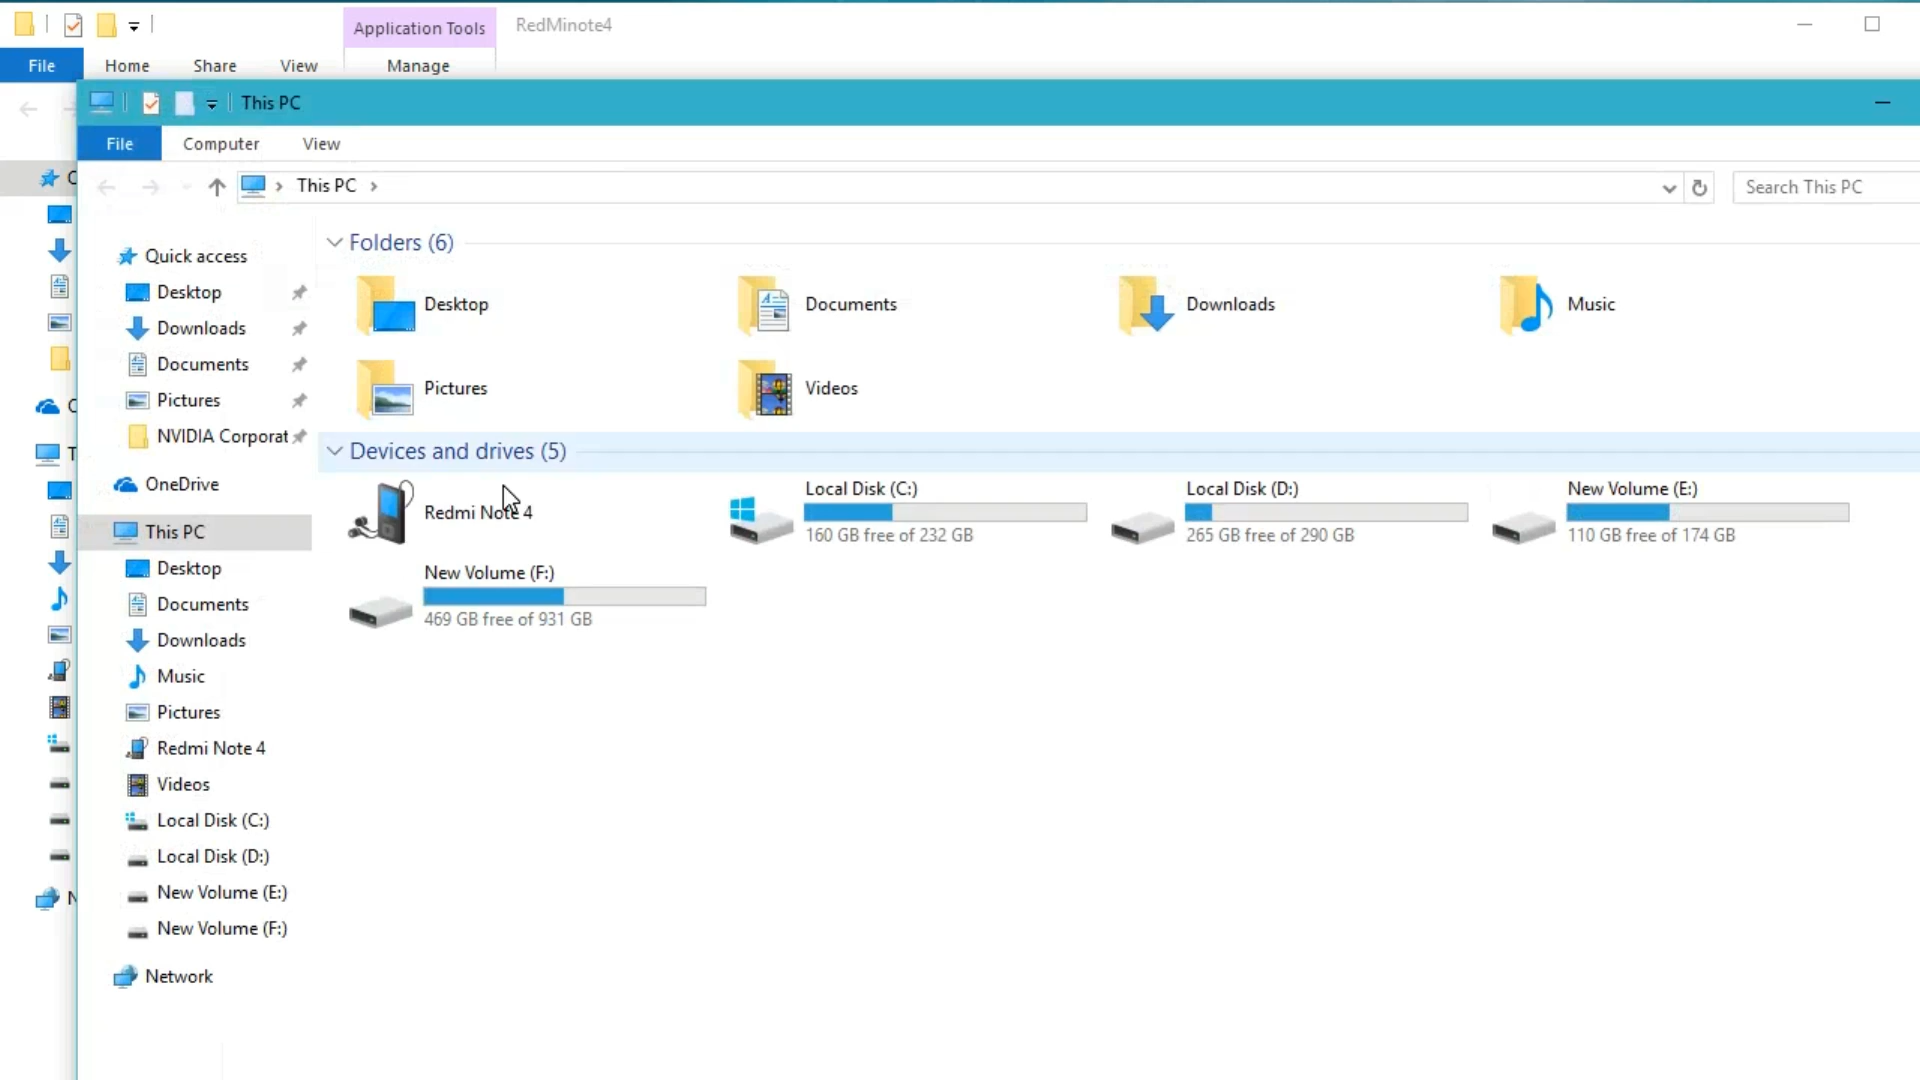 Application Tools
RedMinote4
File
Home
Share
View
Manage
This PC
File
Computer
View
This PC
Search This PC
Quick access
Desktop
Downloads
Documents
Pictures
NVIDIA Corporat
OneDrive
This PC
Desktop
Documents
Downloads
Music
Pictures
Redmi Note 4
Videos
Local Disk (C:)
Local Disk (D:)
New Volume (E:)
New Volume (F:)
Network
Folders (6)
Desktop
Documents
Downloads
Music
Pictures
Videos
Devices and drives (5)
Redmi Note 4
Local Disk (C:)
160 GB free of 232 GB
Local Disk (D:)
265 GB free of 290 GB
New Volume (E:)
110 GB free of 174 GB
New Volume (F:)
469 GB free of 931 GB